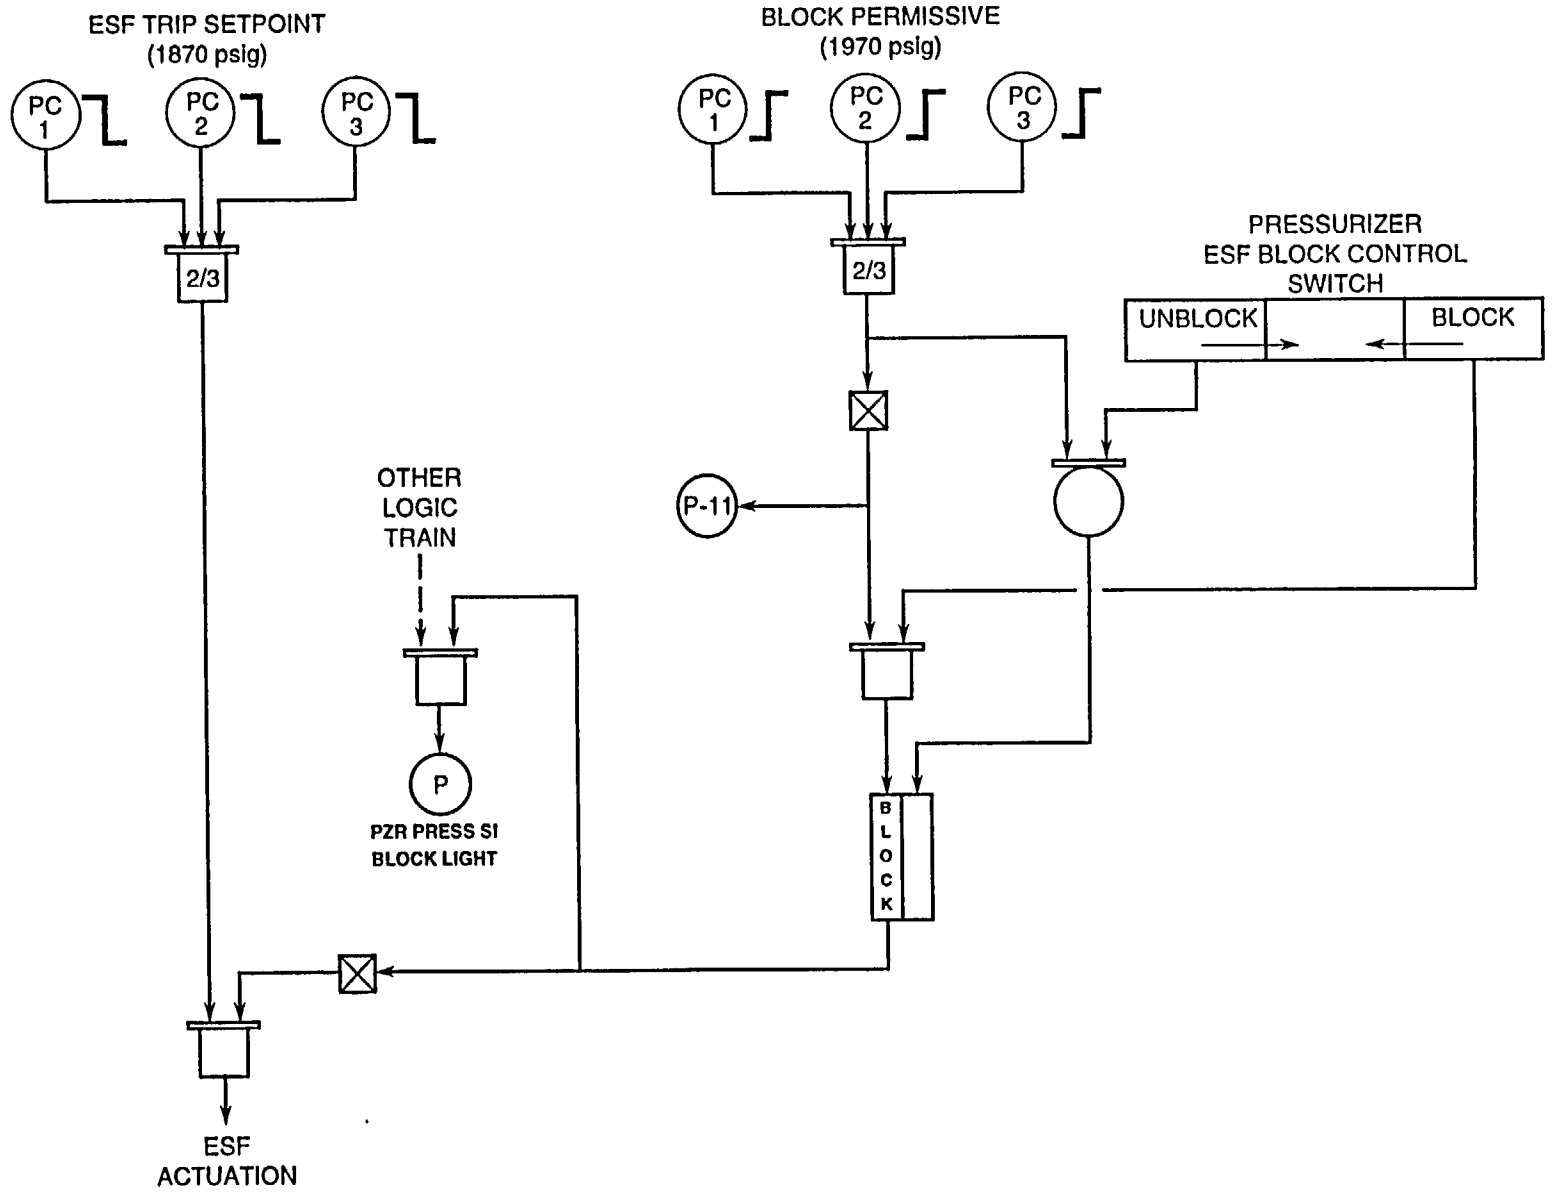 ESF TRIP SETPOINT
(1870 psig)
PC
1
PC
2
PC
3
2/3
BLOCK PERMISSIVE
(1970 psig)
PC
1
PC
2
PC
3
2/3
PRESSURIZER
ESF BLOCK CONTROL
SWITCH
UNBLOCK
BLOCK
P-11
OTHER
LOGIC
TRAIN
P
PZR PRESS SI
BLOCK LIGHT
B
L
O
C
K
ESF
ACTUATION